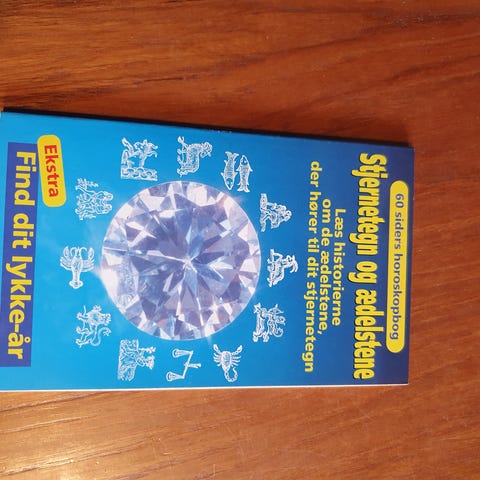 60 siders horoskopbog
Stjernetegn og ædelstene
Læs historierne
om de ædelstene,
der hører til dit stjernetegn
Ekstra
Find dit lykke-år